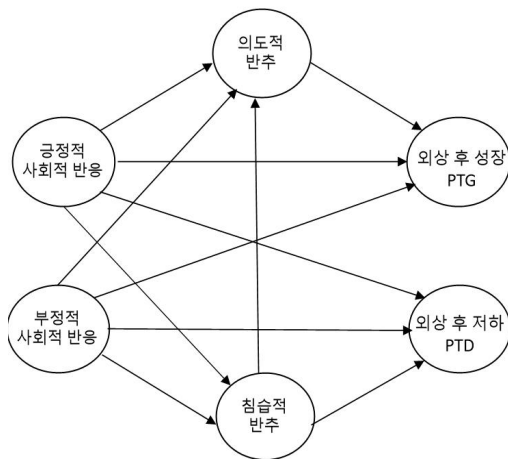 의도적
반추
긍정적
사회적 반응
외상 후 성장
PTG
부정적
사회적 반응
외상 후 저하
PTD
침습적
반추